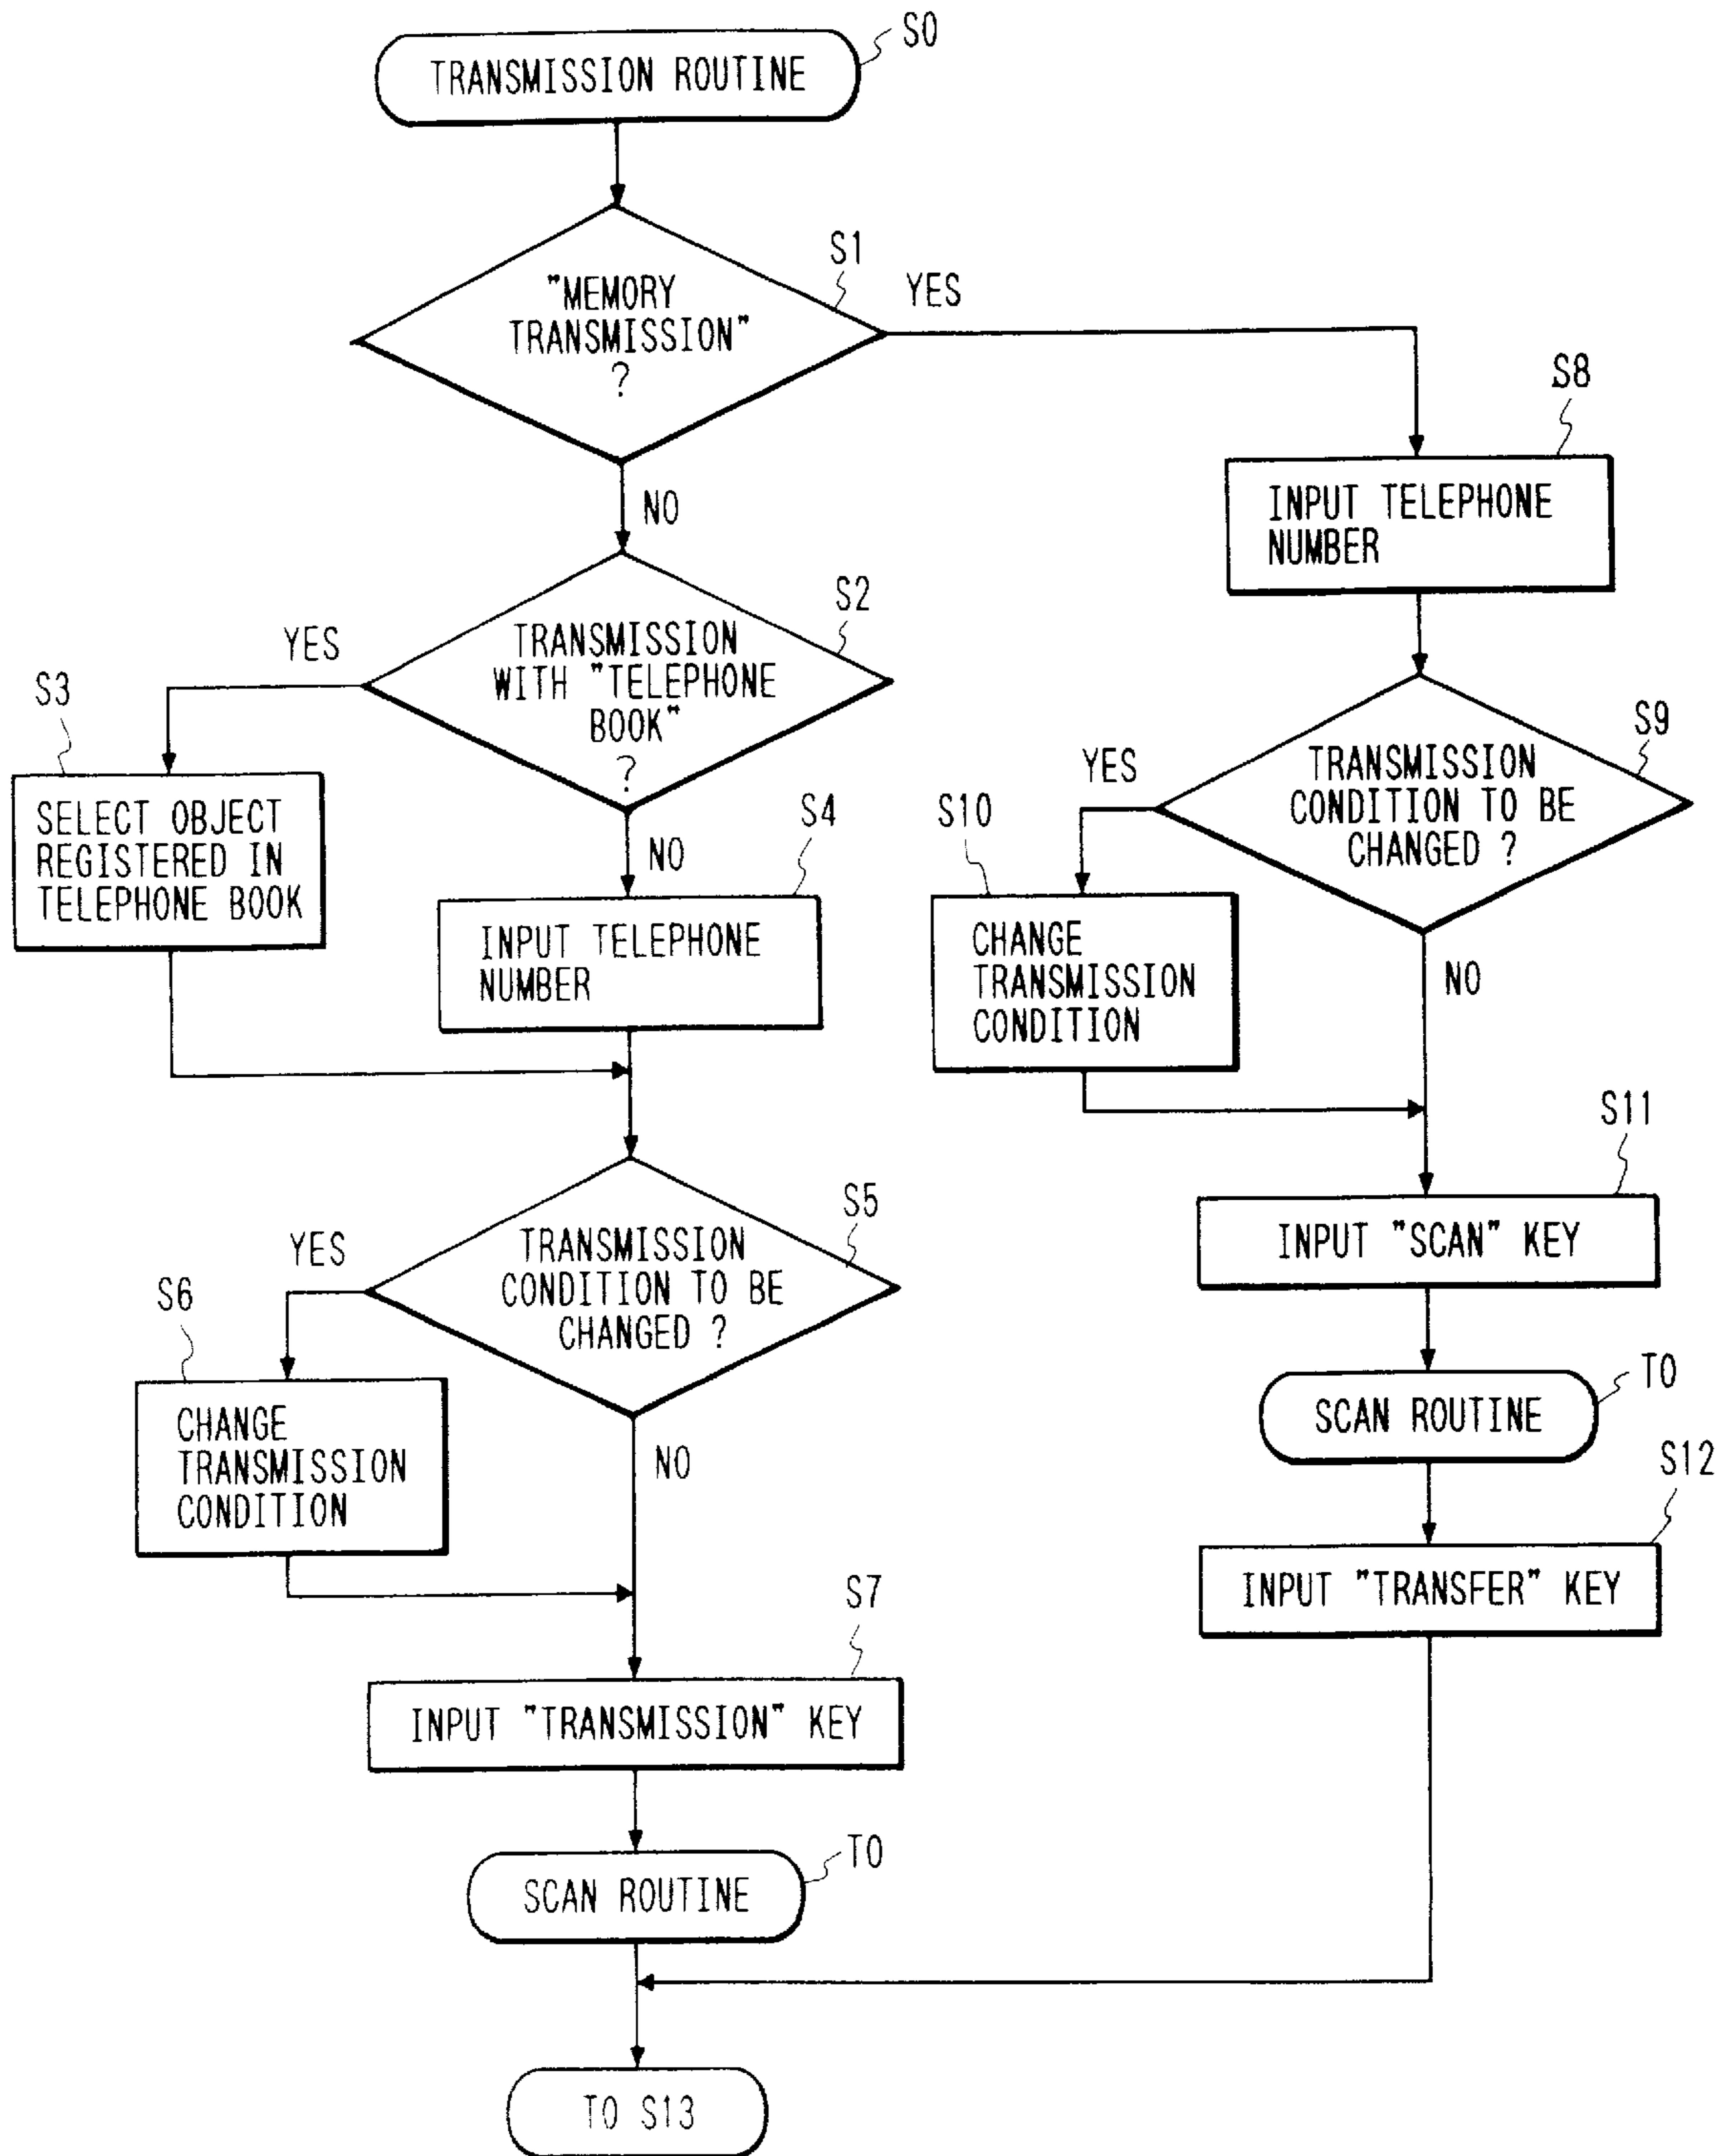 S0
TRANSMISSION ROUTINE
S1
"MEMORY
TRANSMISSION"
?
YES
NO
S8
INPUT TELEPHONE
NUMBER
S2
TRANSMISSION
WITH "TELEPHONE
BOOK"
?
YES
NO
S3
SELECT OBJECT
REGISTERED IN
TELEPHONE BOOK
S4
INPUT TELEPHONE
NUMBER
S9
TRANSMISSION
CONDITION TO BE
CHANGED ?
YES
NO
S10
CHANGE
TRANSMISSION
CONDITION
S5
TRANSMISSION
CONDITION TO BE
CHANGED ?
YES
NO
S6
CHANGE
TRANSMISSION
CONDITION
S11
INPUT "SCAN" KEY
T0
SCAN ROUTINE
S12
INPUT "TRANSFER" KEY
S7
INPUT "TRANSMISSION" KEY
T0
SCAN ROUTINE
TO S13